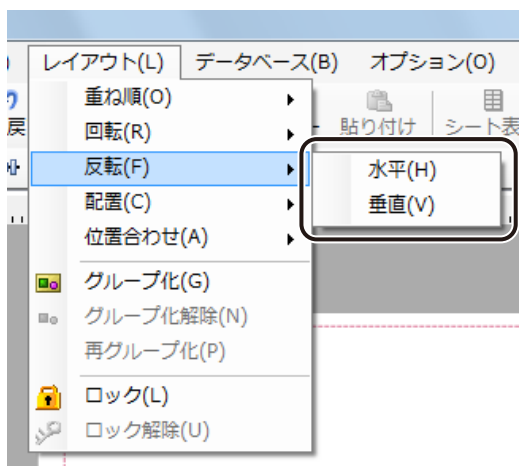 レイアウト(L) データベース(B) オプション(O)
戻 貼り付け シート表
重ね順(O)
回転(R)
反転(F)
水平(H)
垂直(V)
配置(C)
位置合わせ(A)
グループ化(G)
グループ化解除(N)
再グループ化(P)
ロック(L)
ロック解除(U)